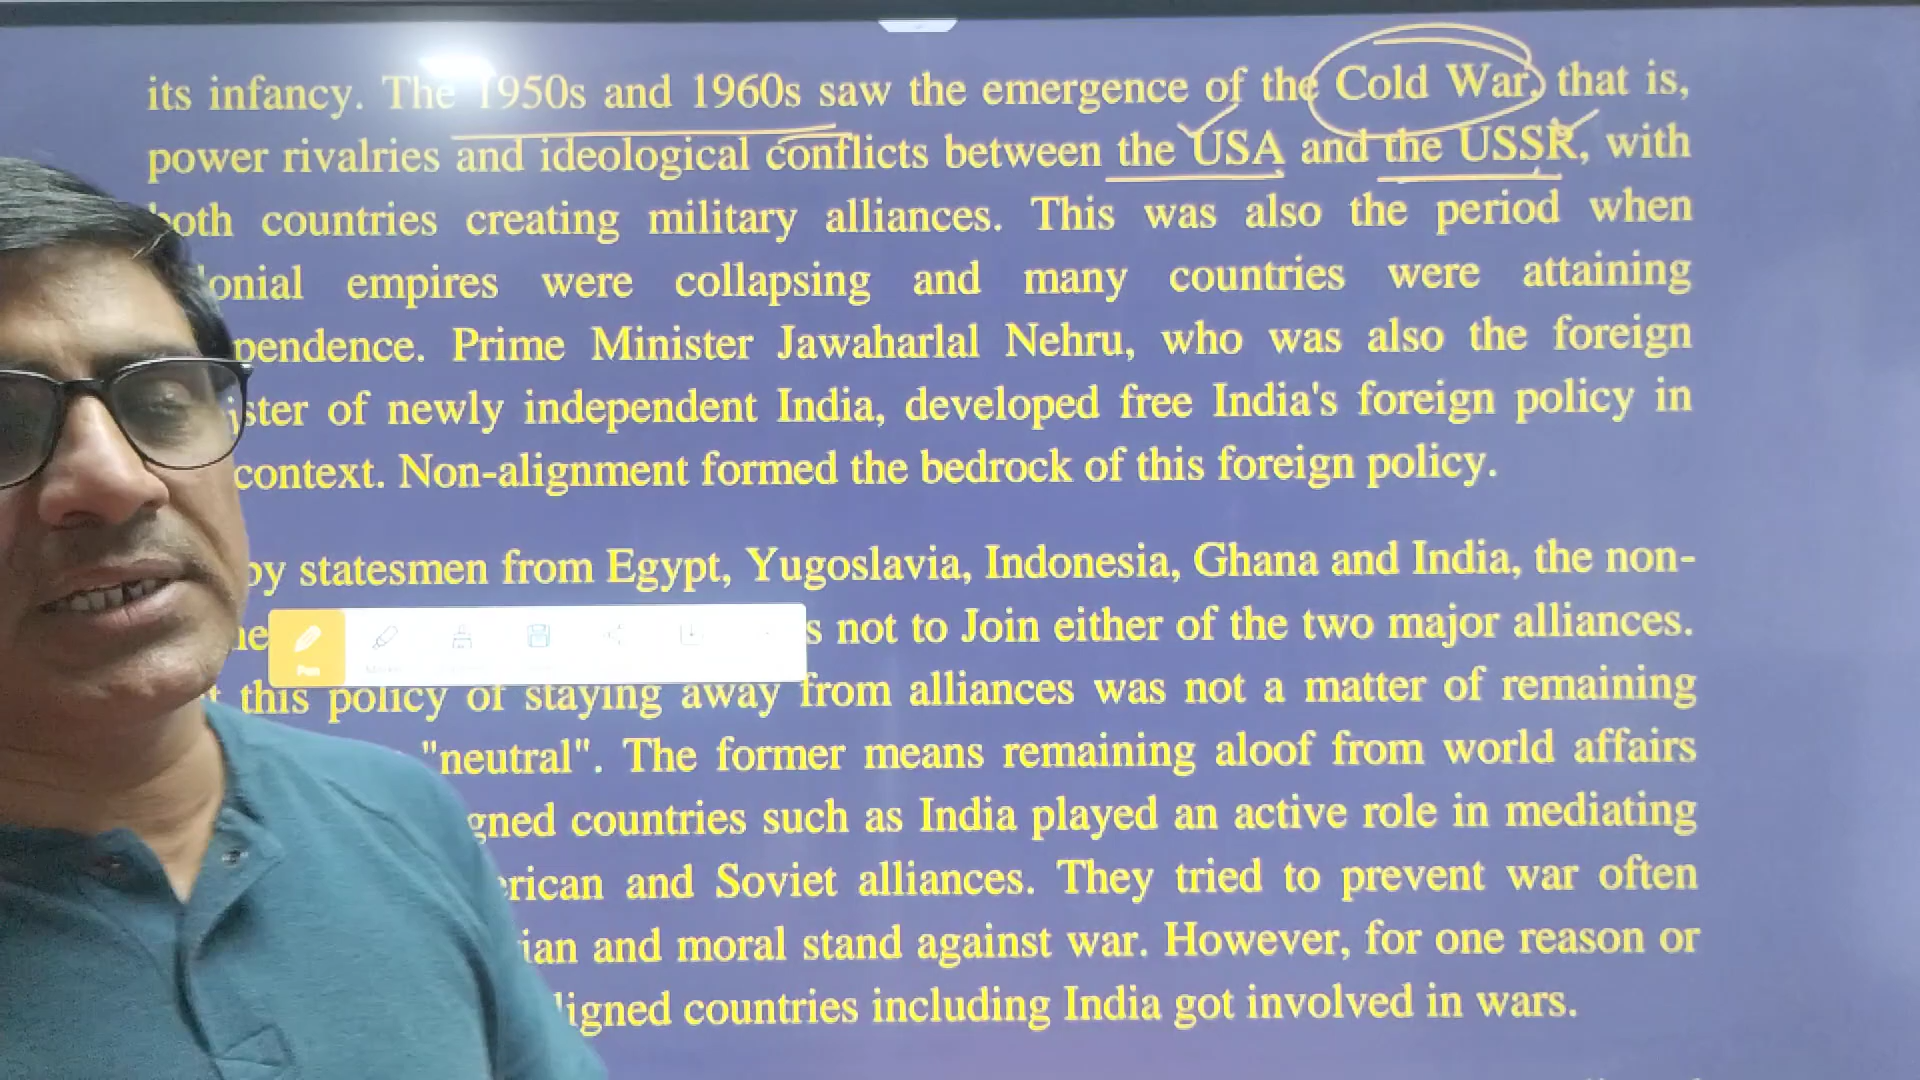 its infancy. The 1950s and 1960s saw the emergence of the Cold War, that is,
power rivalries and ideological conflicts between the USA and the USSR, with
both countries creating military alliances. This was also the period when
onial empires were collapsing and many countries were attaining
pendence. Prime Minister Jawaharlal Nehru, who was also the foreign
ister of newly independent India, developed free India's foreign policy in
context. Non-alignment formed the bedrock of this foreign policy.
by statesmen from Egypt, Yugoslavia, Indonesia, Ghana and India, the non-
s not to Join either of the two major alliances.
Pen
this policy of staying away from alliances was not a matter of remaining
"neutral". The former means remaining aloof from world affairs
gned countries such as India played an active role in mediating
rican and Soviet alliances. They tried to prevent war often
ian and moral stand against war. However, for one reason or
ligned countries including India got involved in wars.